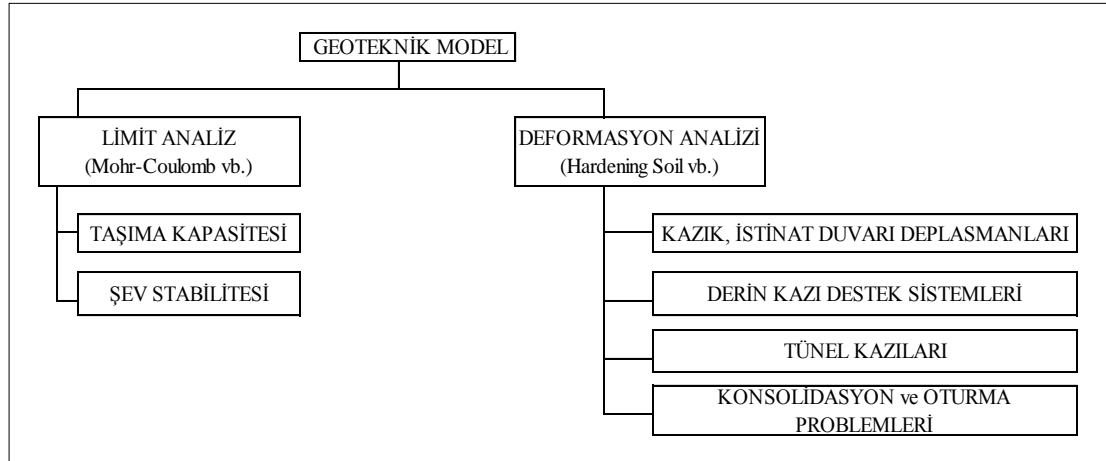 GEOTEKNİK MODEL
LİMİT ANALİZ
(Mohr-Coulomb vb.)
TAŞIMA KAPASİTESİ
ŞEV STABİLİTESİ
DEFORMASYON ANALİZİ
(Hardening Soil vb.)
KAZIK, İSTİNAT DUVARI DEPLASMANLARI
DERİN KAZI DESTEK SİSTEMLERİ
TÜNEL KAZILARI
KONSOLİDASYON ve OTURMA
PROBLEMLERİ